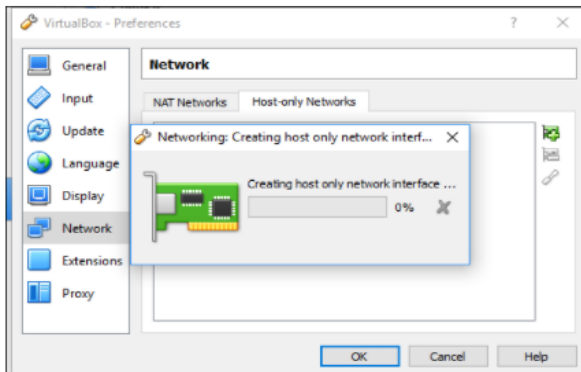 VirtualBox - Preferences
?
General
Network
Input
NAT Networks
Host-only Networks
Update
Networking: Creating host only network interf...
Language
Creating host only network interface ...
Display
0%
Network
Extensions
Proxy
OK
Cancel
Help